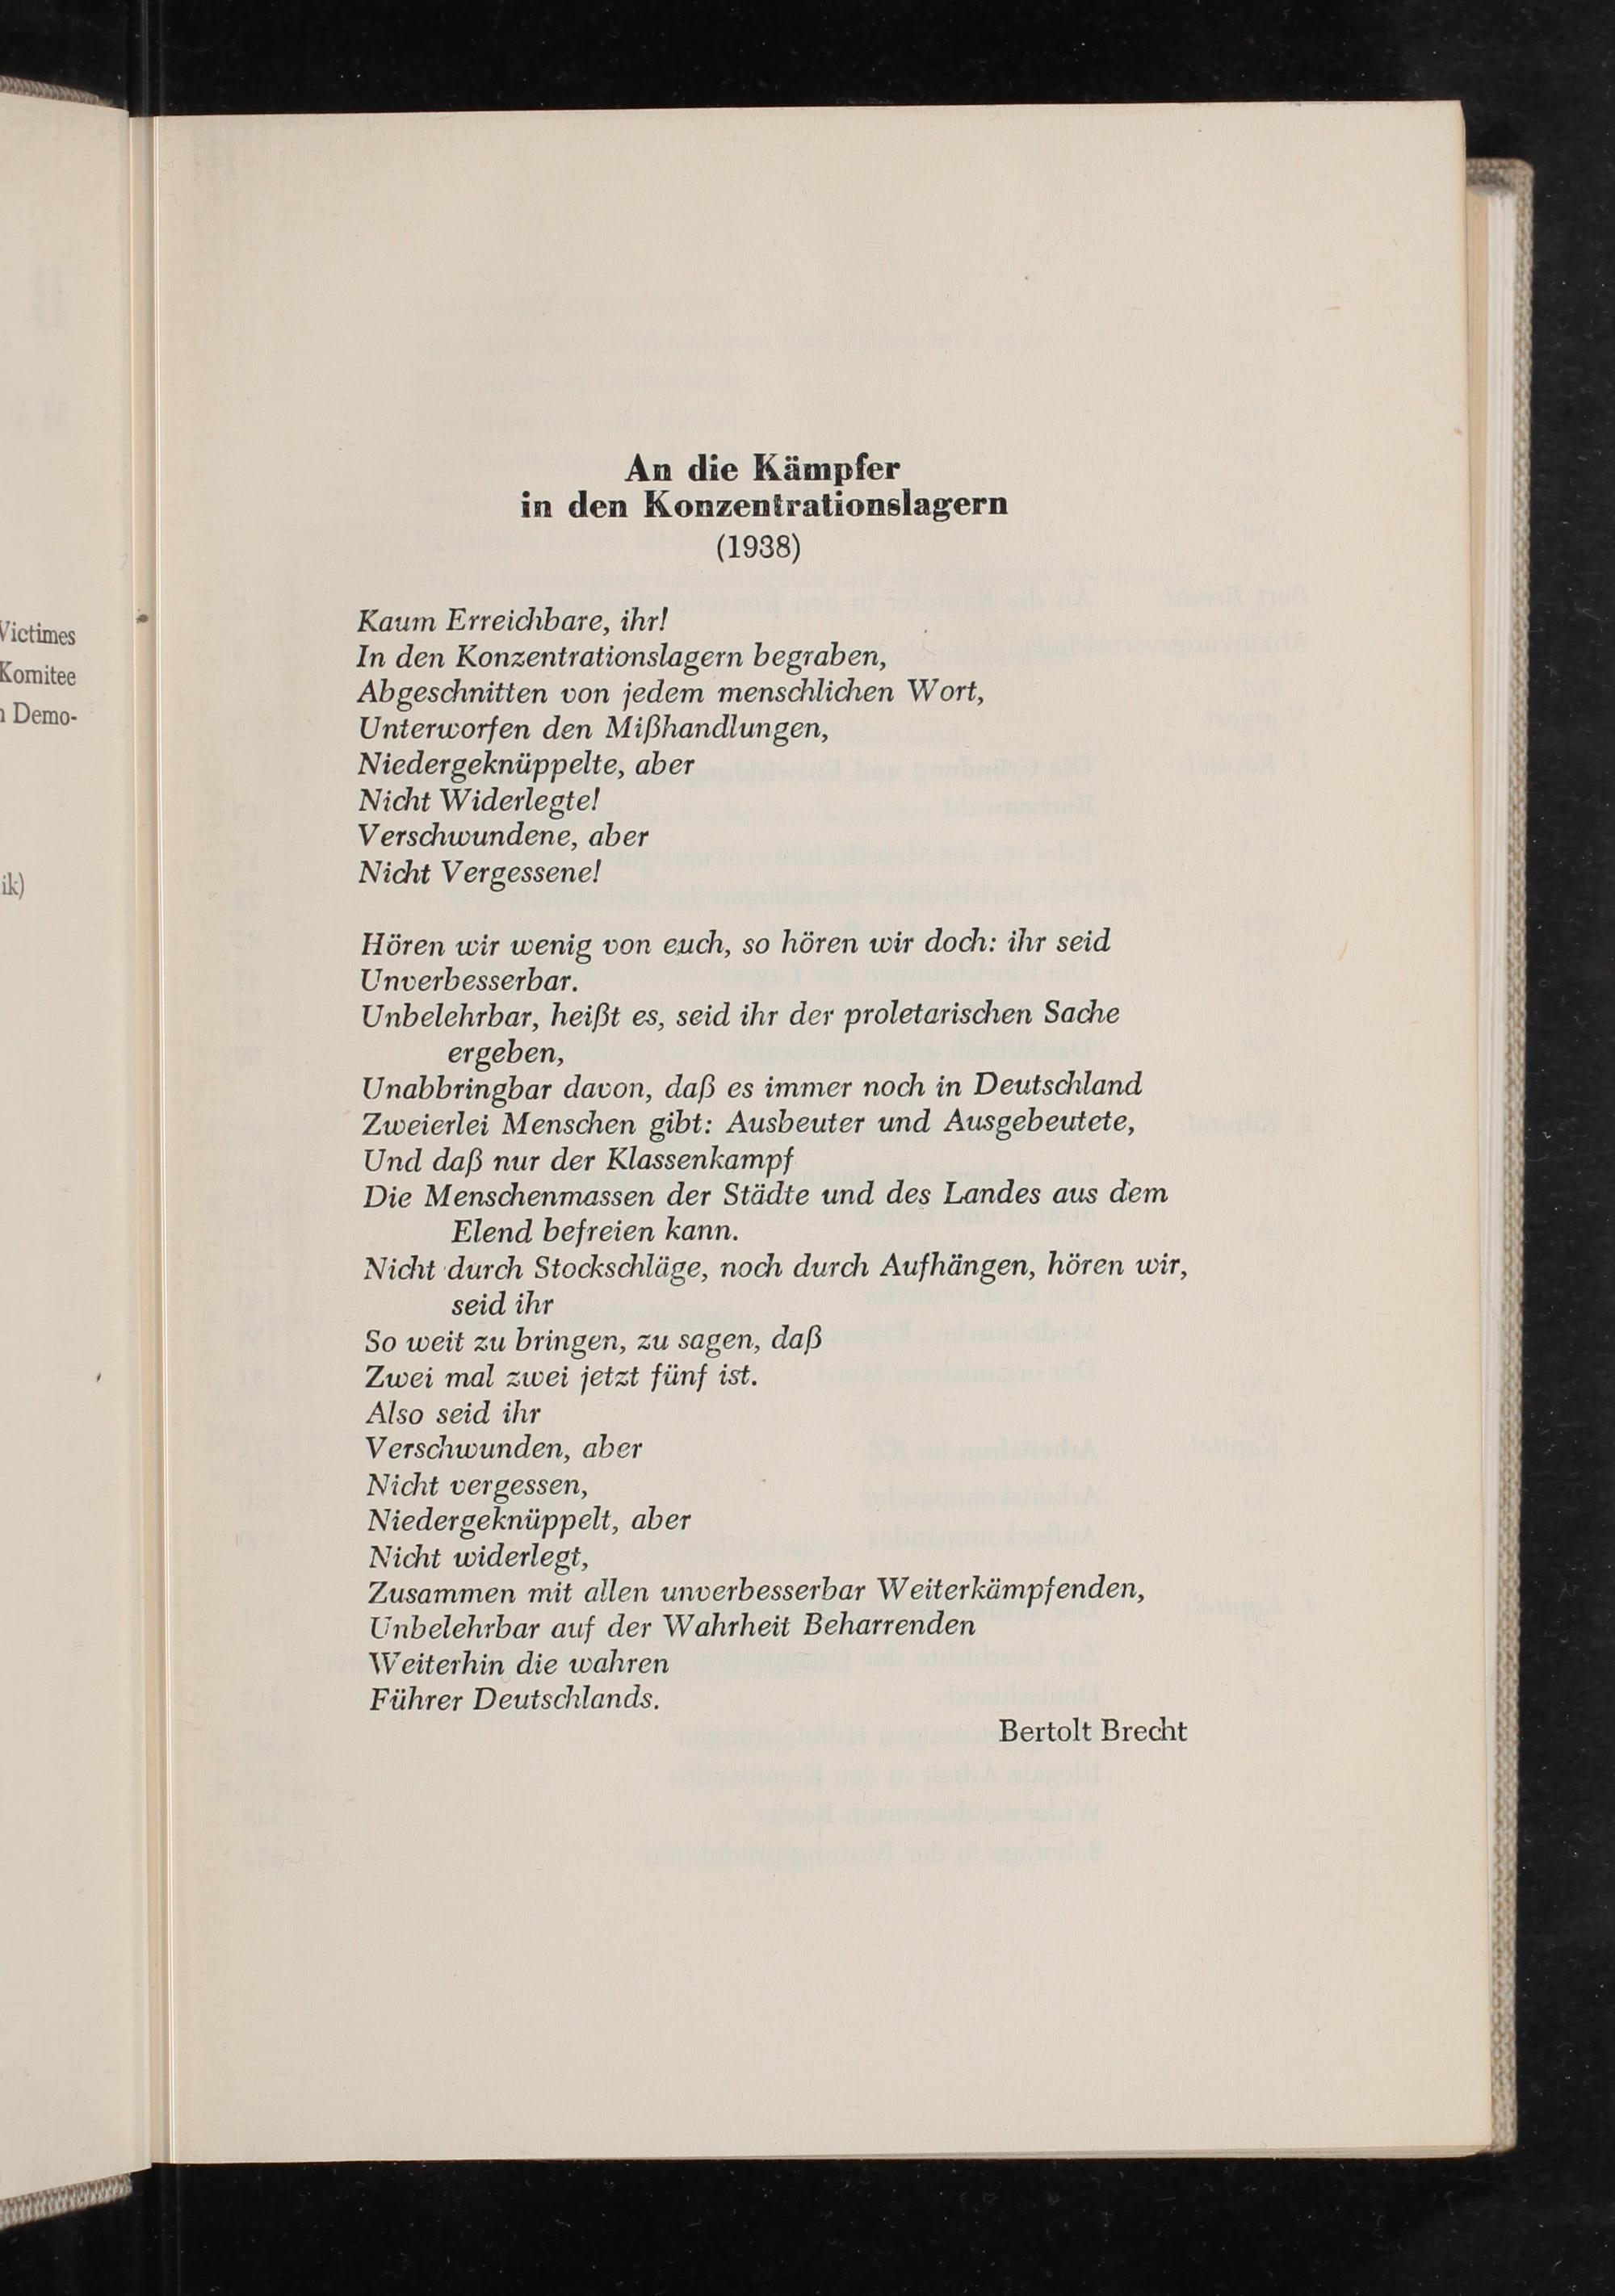 Victimes
Komitee
n Demo-
ik)
An die Kämpfer
in den Konzentrationslagern
(1938)
Kaum Erreichbare, ihr!
In den Konzentrationslagern begraben,
Abgeschnitten von jedem menschlichen Wort,
Unterworfen den Mißhandlungen,
Niedergeknüppelte, aber
Nicht Widerlegte!
Verschwundene, aber
Nicht Vergessene!
Hören wir wenig von euch, so hören wir doch: ihr seid
Unverbesserbar.
Unbelehrbar, heißt es, seid ihr der proletarischen Sache
ergeben,
Unabbringbar davon, daß es immer noch in Deutschland
Zweierlei Menschen gibt: Ausbeuter und Ausgebeutete,
Und daß nur der Klassenkampf
Die Menschenmassen der Städte und des Landes aus dem
Elend befreien kann.
Nicht durch Stockschläge, noch durch Aufhängen, hören wir,
seid ihr
So weit zu bringen, zu sagen, daß
Zwei mal zwei jetzt fünf ist.
Also seid ihr
Verschwunden, aber
Nicht vergessen,
Niedergeknüppelt, aber
Nicht widerlegt,
Zusammen mit allen unverbesserbar Weiterkämpfenden,
Unbelehrbar auf der Wahrheit Beharrenden
Weiterhin die wahren
Führer Deutschlands.
Bertolt Brecht